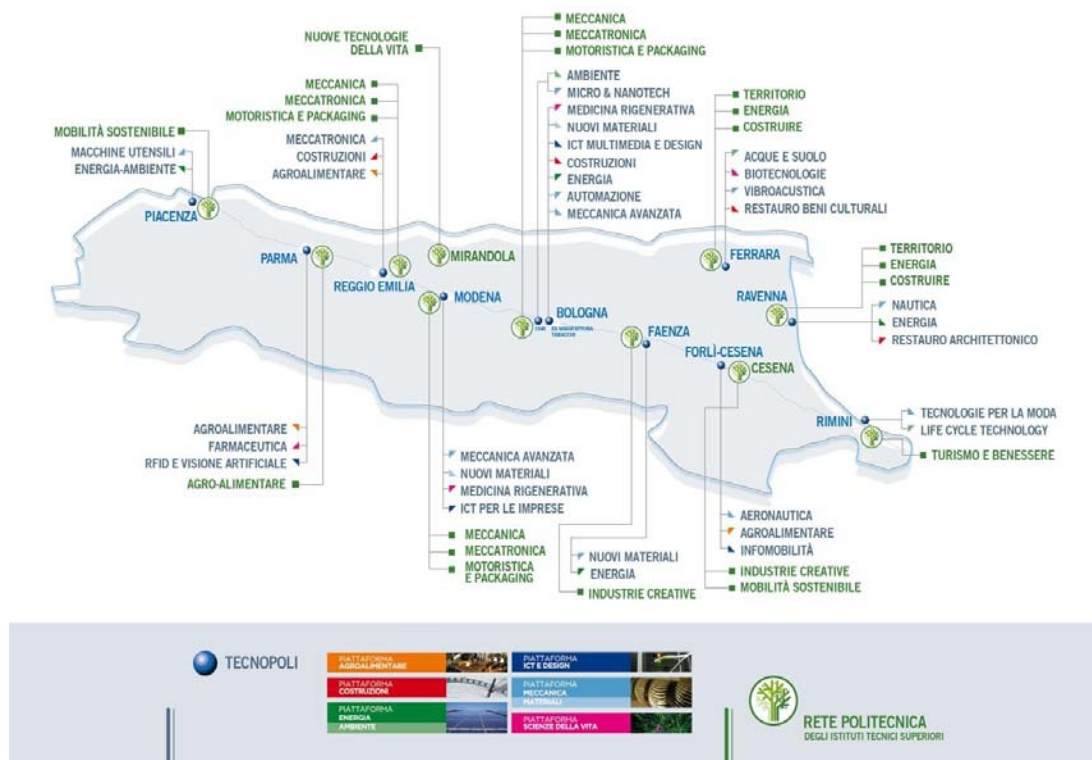 NUOVE TECNOLOGIE
DELLA VITA
MECCANICA
MECCATRONICA
MOTORISTICA E PACKAGING
MECCATRONICA
COSTRUZIONI
AGROALIMENTARE
MOBILITÀ SOSTENIBILE
MACCHINE UTENSILI
ENERGIA-AMBIENTE
MECCANICA
MECCATRONICA
MOTORISTICA E PACKAGING
AMBIENTE
MICRO & NANOTECH
MEDICINA RIGENERATIVA
NUOVI MATERIALI
ICT MULTIMEDIA E DESIGN
COSTRUZIONI
ENERGIA
AUTOMAZIONE
MECCANICA AVANZATA
TERRITORIO
ENERGIA
COSTRUIRE
ACQUE E SUOLO
BIOTECNOLOGIE
VIBROACUSTICA
RESTAURO BENI CULTURALI
TERRITORIO
ENERGIA
COSTRUIRE
NAUTICA
ENERGIA
RESTAURO ARCHITETTONICO
PIACENZA
PARMA
REGGIO EMILIA
MIRANDOLA
MODENA
BOLOGNA
CNR
EX MANIFATTURA
TABACCHI
FERRARA
RAVENNA
FAENZA
FORLÌ-CESENA
CESENA
RIMINI
TECNOLOGIE PER LA MODA
LIFE CYCLE TECHNOLOGY
TURISMO E BENESSERE
AGROALIMENTARE
FARMACEUTICA
RFID E VISIONE ARTIFICIALE
AGRO-ALIMENTARE
MECCANICA AVANZATA
NUOVI MATERIALI
MEDICINA RIGENERATIVA
ICT PER LE IMPRESE
MECCANICA
MECCATRONICA
MOTORISTICA
E PACKAGING
NUOVI MATERIALI
ENERGIA
INDUSTRIE CREATIVE
AERONAUTICA
AGROALIMENTARE
INFOMOBILITÀ
INDUSTRIE CREATIVE
MOBILITÀ SOSTENIBILE
TECNOPOLI
PIATTAFORMA
AGROALIMENTARE
PIATTAFORMA
COSTRUZIONI
PIATTAFORMA
ENERGIA
AMBIENTE
PIATTAFORMA
ICT E DESIGN
PIATTAFORMA
MECCANICA
MATERIALI
PIATTAFORMA
SCIENZE DELLA VITA
RETE POLITECNICA
DEGLI ISTITUTI TECNICI SUPERIORI